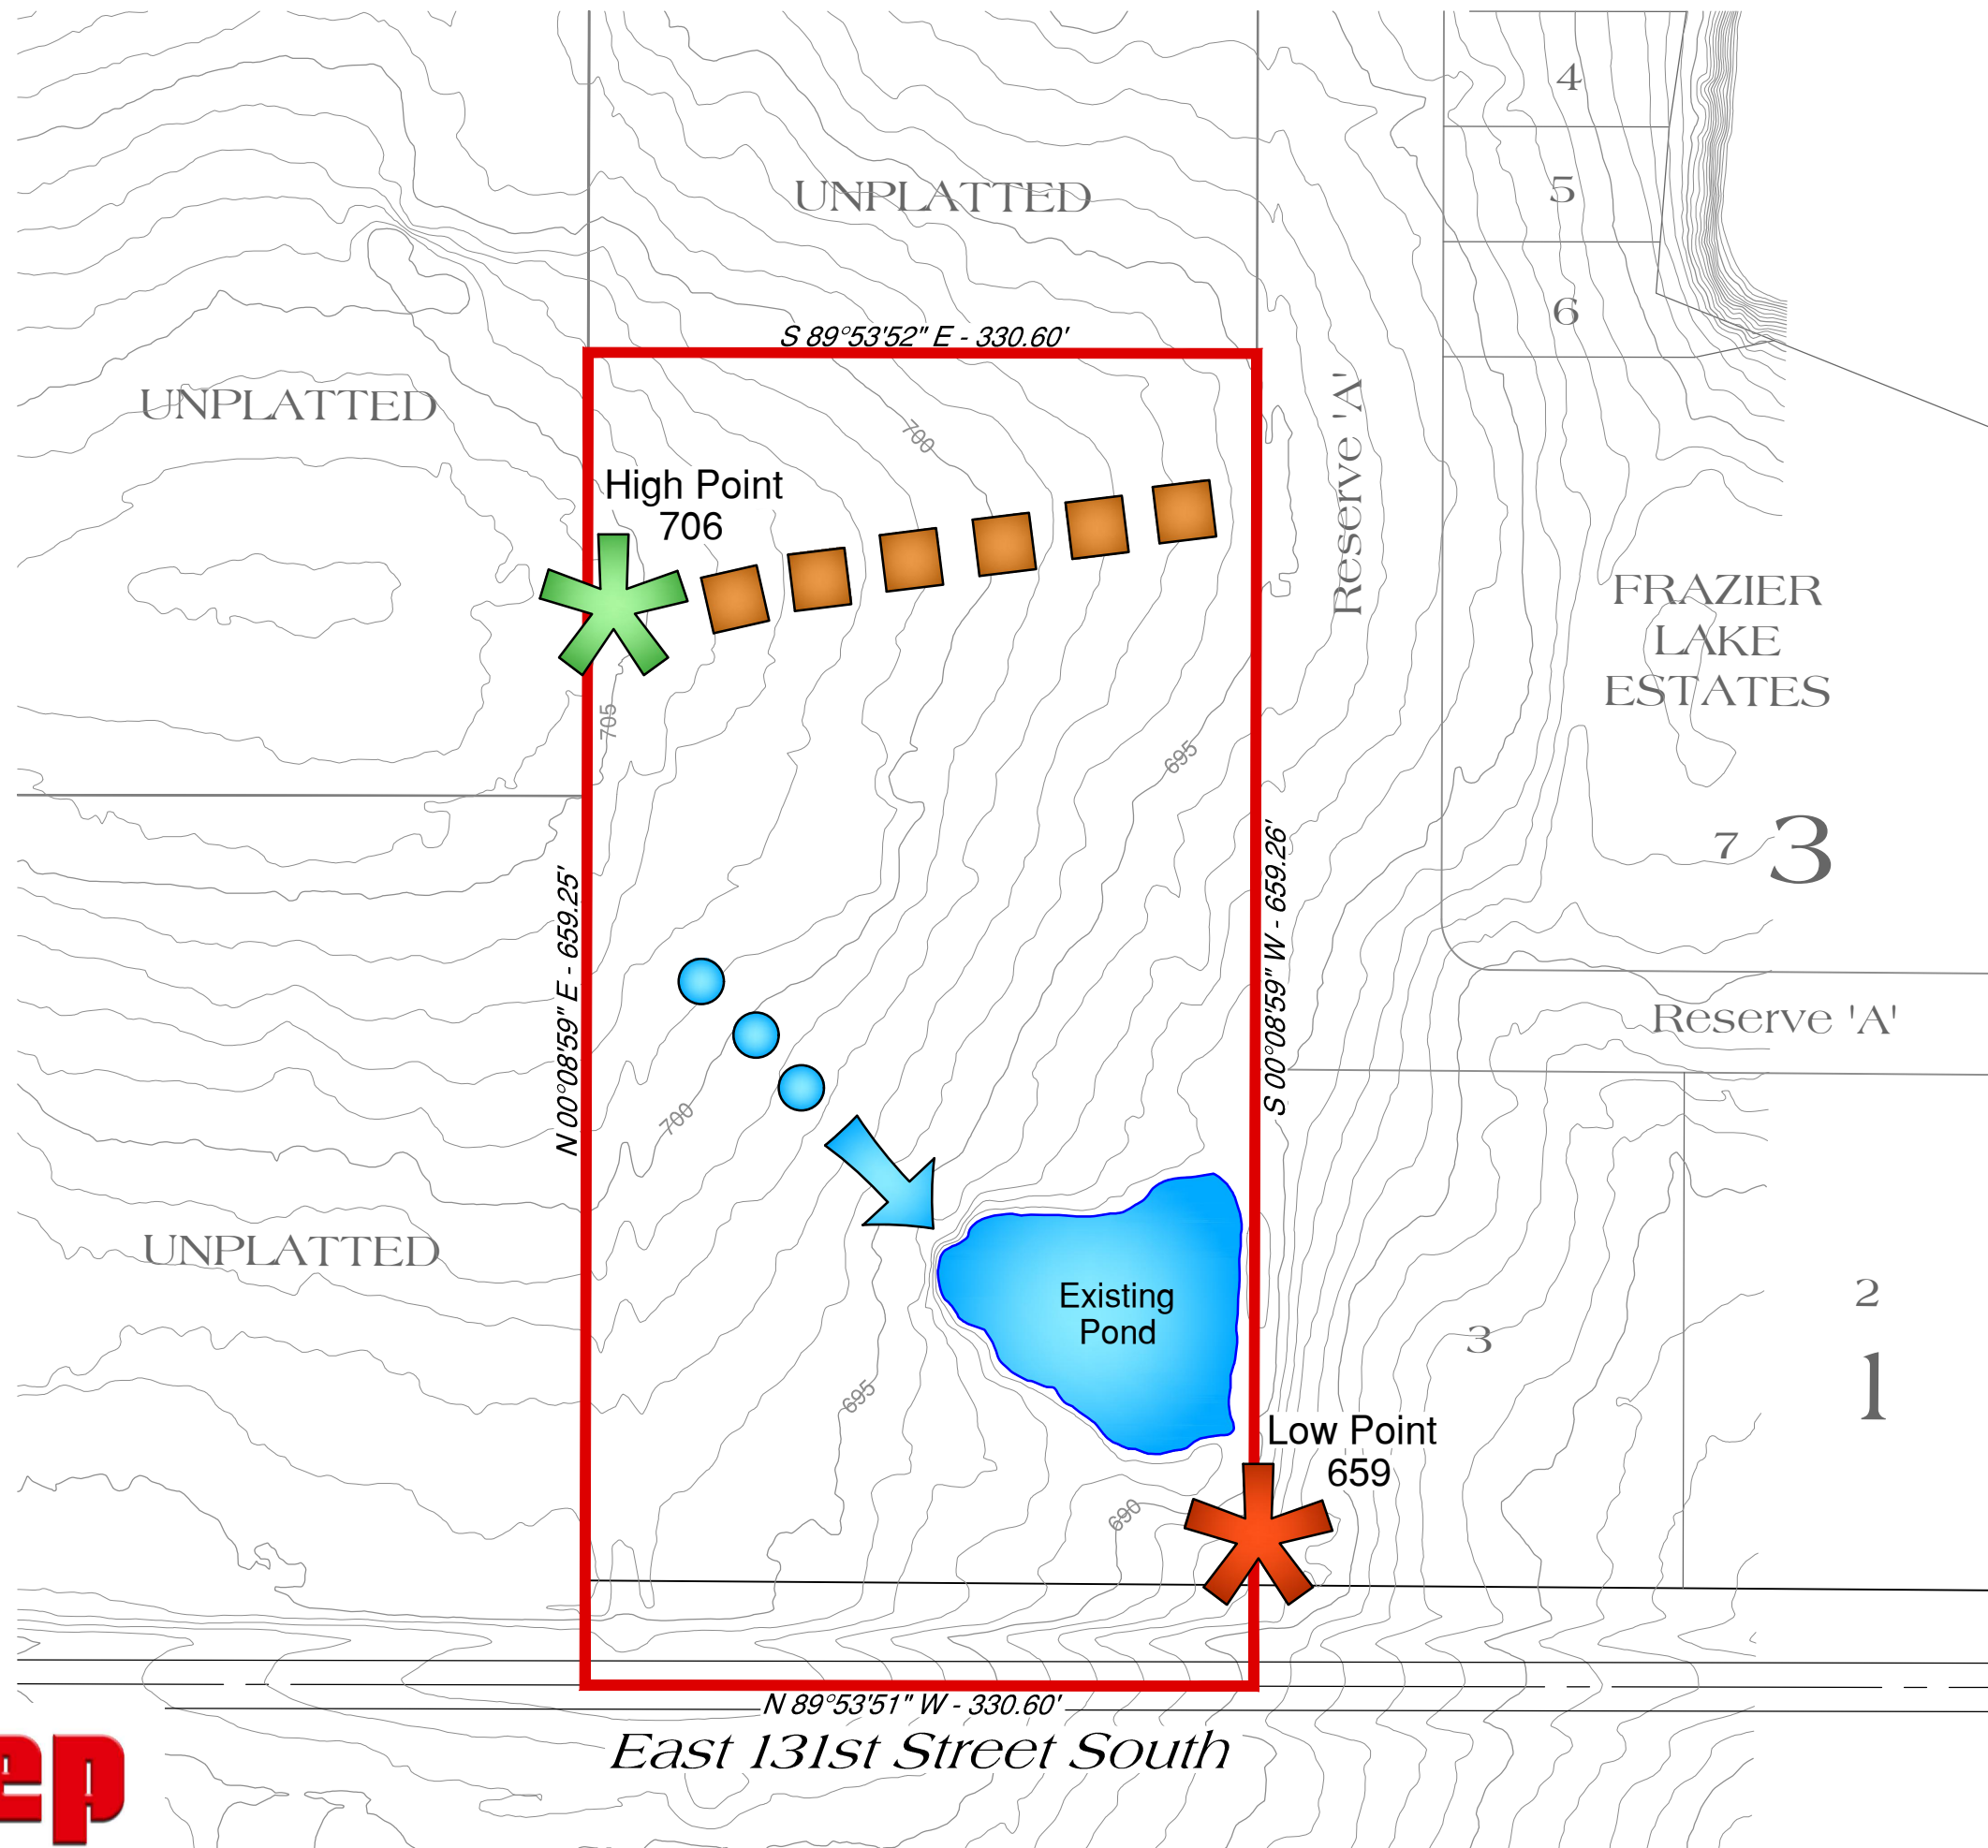 4
UNPLATTED
5
6
S 89°53'52" E - 330.60'
UNPLATTED
Reserve 'A'
700
High Point
706
FRAZIER
LAKE
ESTATES
705
695
7
3
N 00°08'59" E - 659.25'
S 00°08'59" W - 659.26'
Reserve 'A'
700
UNPLATTED
Existing
Pond
2
3
1
695
Low Point
659
690
N 89°53'51" W - 330.60'
East 131st Street South
ep